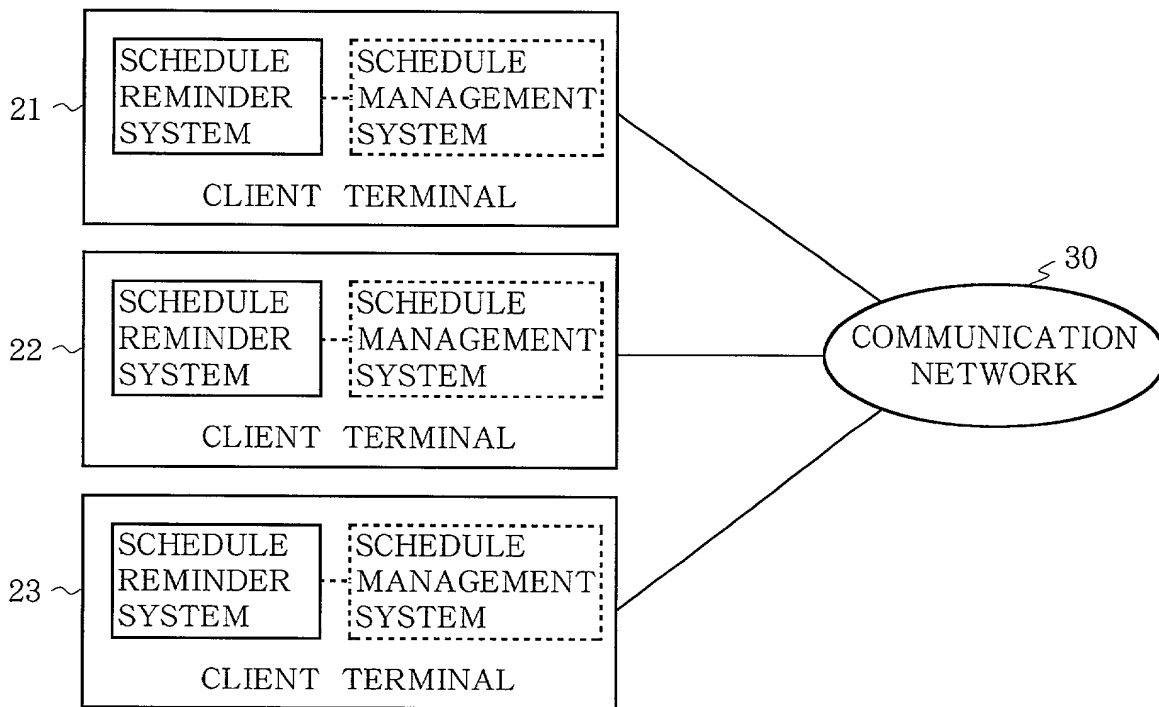 SCHEDULE
REMINDER
SYSTEM
SCHEDULE
MANAGEMENT
SYSTEM
21
CLIENT TERMINAL
SCHEDULE
REMINDER
SYSTEM
SCHEDULE
MANAGEMENT
SYSTEM
22
CLIENT TERMINAL
SCHEDULE
REMINDER
SYSTEM
SCHEDULE
MANAGEMENT
SYSTEM
23
CLIENT TERMINAL
30
COMMUNICATION
NETWORK